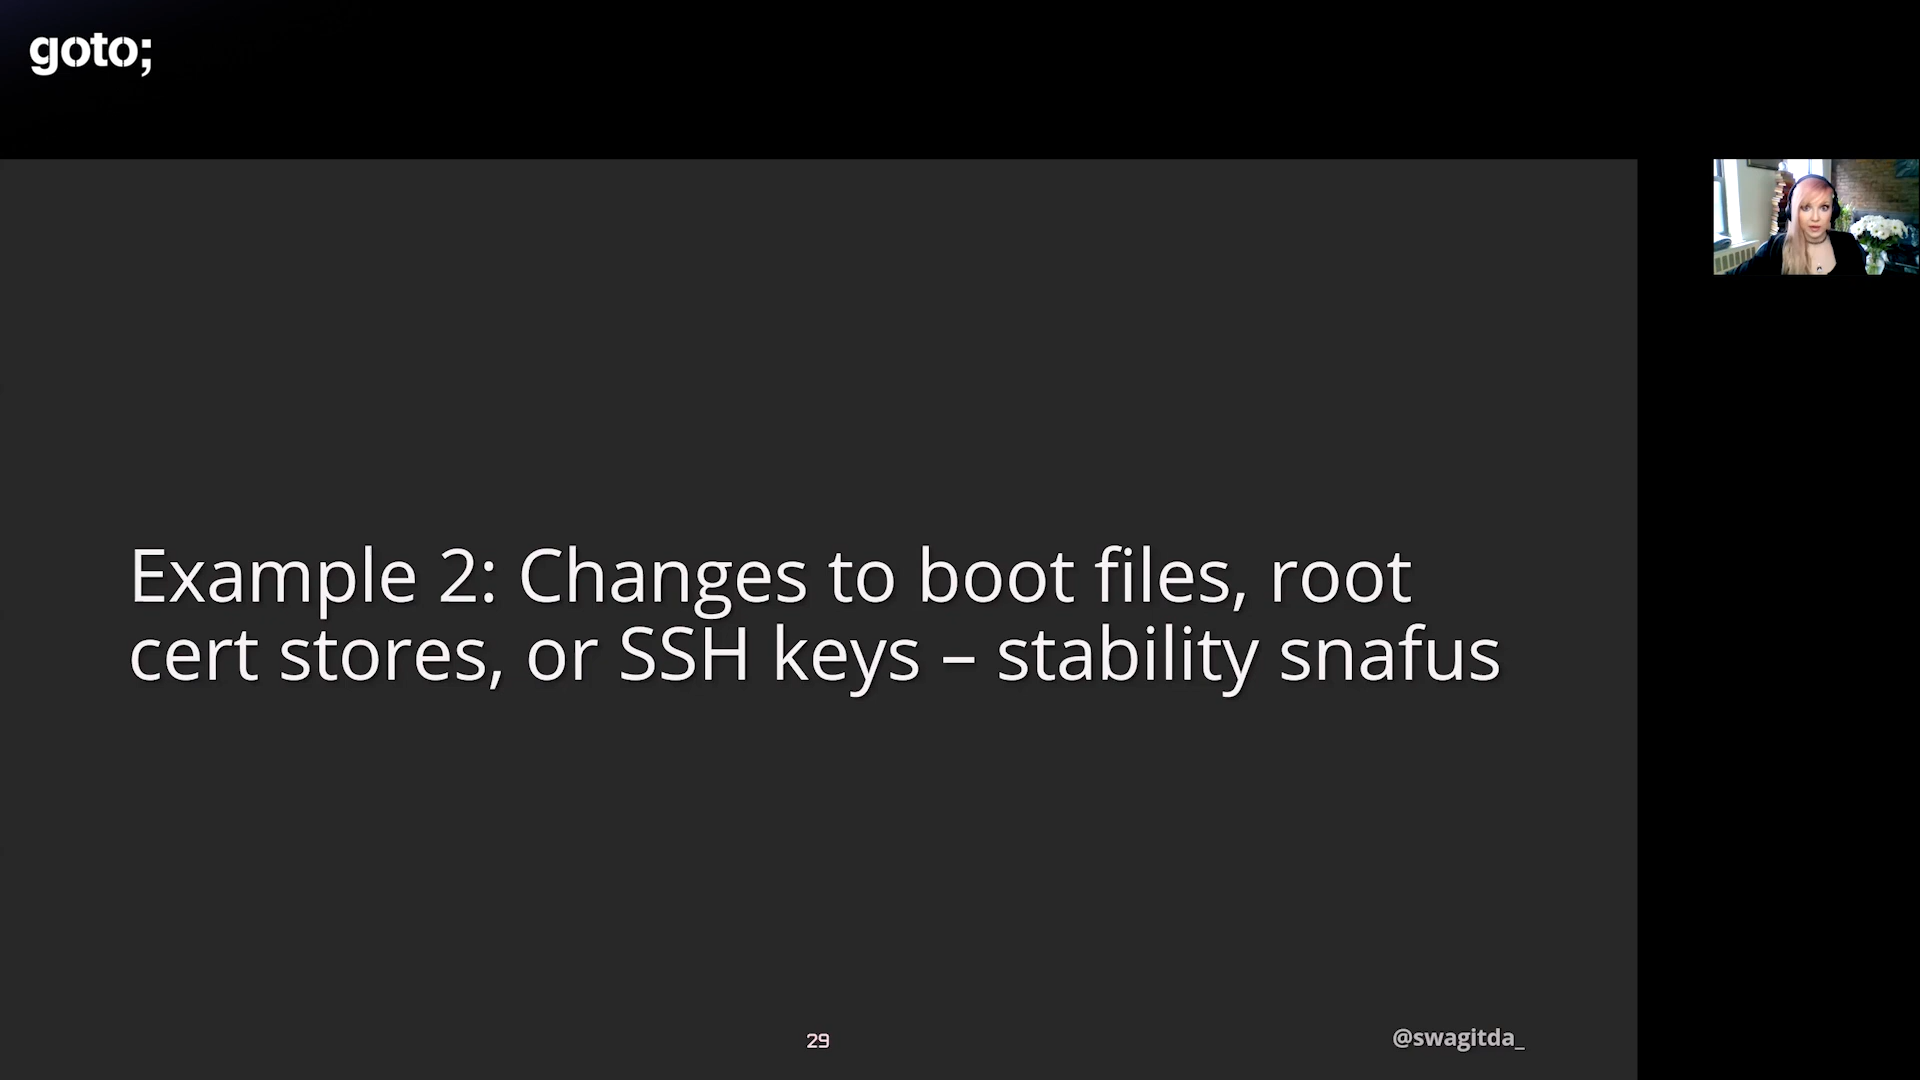 goto;
Example 2: Changes to boot files, root
cert stores, or SSH keys – stability snafus
29
@swagitda_